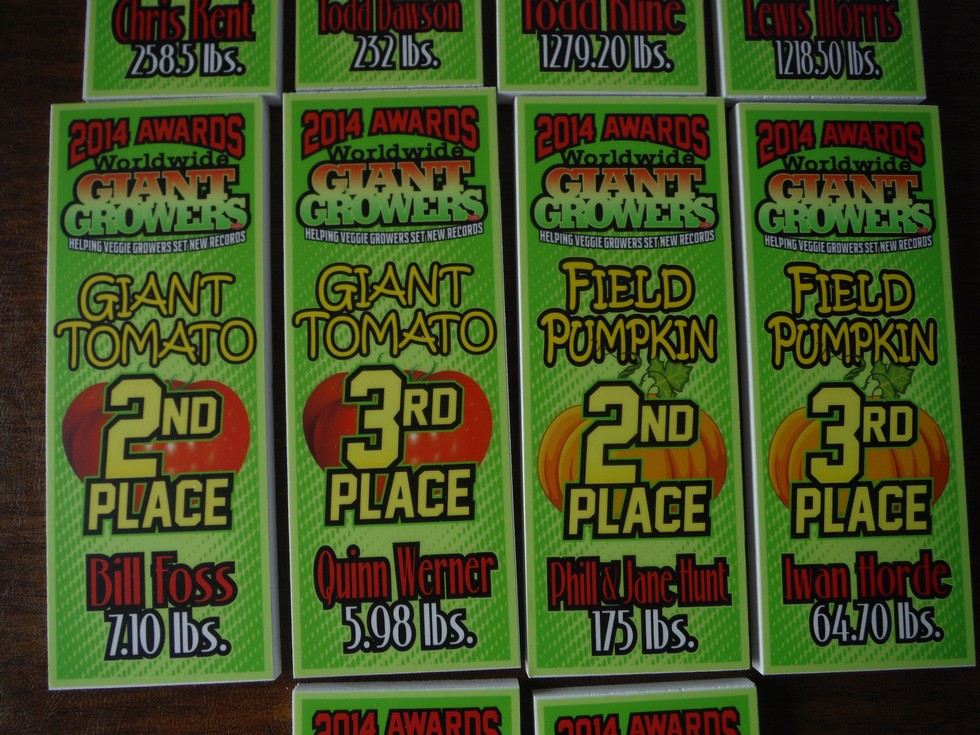 Chris Kent
258.5 lbs.
Todd Dawson
232 lbs.
Todd Kline
1279.20 lbs.
Lewis Morris
1218.50 lbs.
2014 AWARDS
Worldwide
GIANT
GROWERS
HELPING VEGGIE GROWERS SET NEW RECORDS
GIANT
TOMATO
2ND
PLACE
Bill Foss
7.10 lbs.
2014 AWARDS
Worldwide
GIANT
GROWERS
HELPING VEGGIE GROWERS SET NEW RECORDS
GIANT
TOMATO
3RD
PLACE
Quinn Werner
5.98 lbs.
2014 AWARDS
Worldwide
GIANT
GROWERS
HELPING VEGGIE GROWERS SET NEW RECORDS
FIELD
PUMPKIN
2ND
PLACE
Phill & Jane Hunt
175 lbs.
2014 AWARDS
Worldwide
GIANT
GROWERS
HELPING VEGGIE GROWERS SET NEW RECORDS
FIELD
PUMPKIN
3RD
PLACE
Iwan Horde
64.70 lbs.
2014 AWARDS
2014 AWARDS